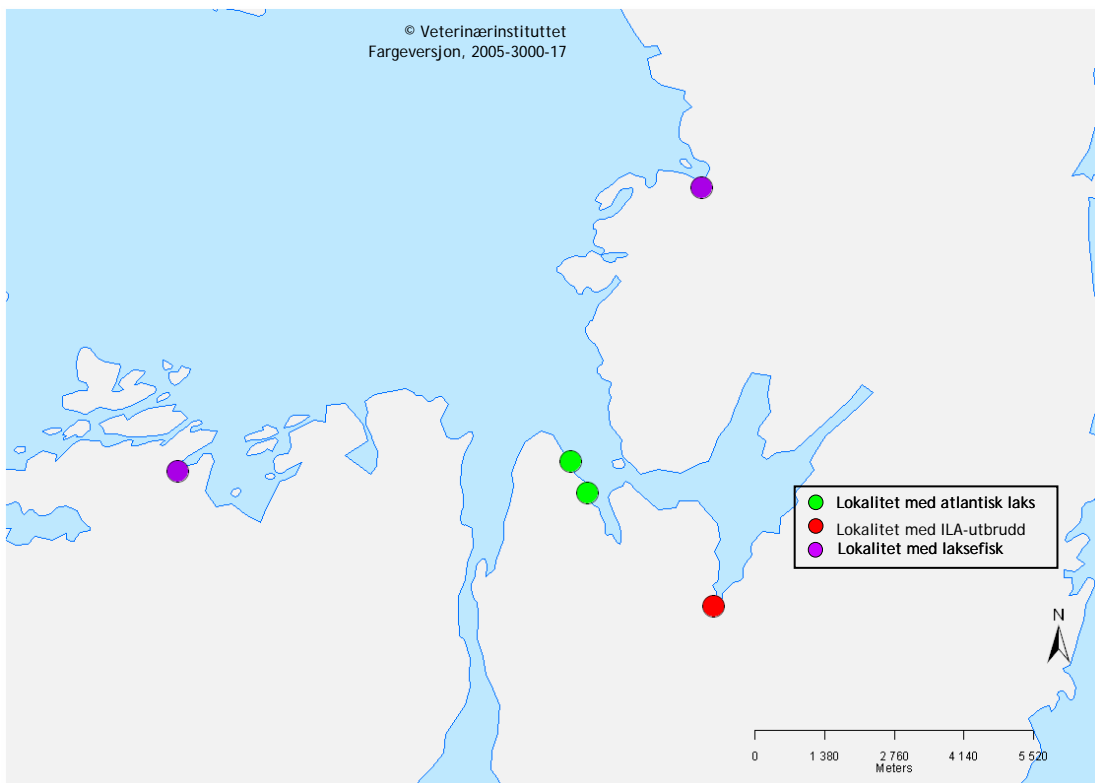 © Veterinærinstituttet
Fargeversjon, 2005-3000-17
Lokalitet med atlantisk laks
Lokalitet med ILA-utbrudd
Lokalitet med laksefisk
N
0 1 380 2 760 4 140 5 520
Meters